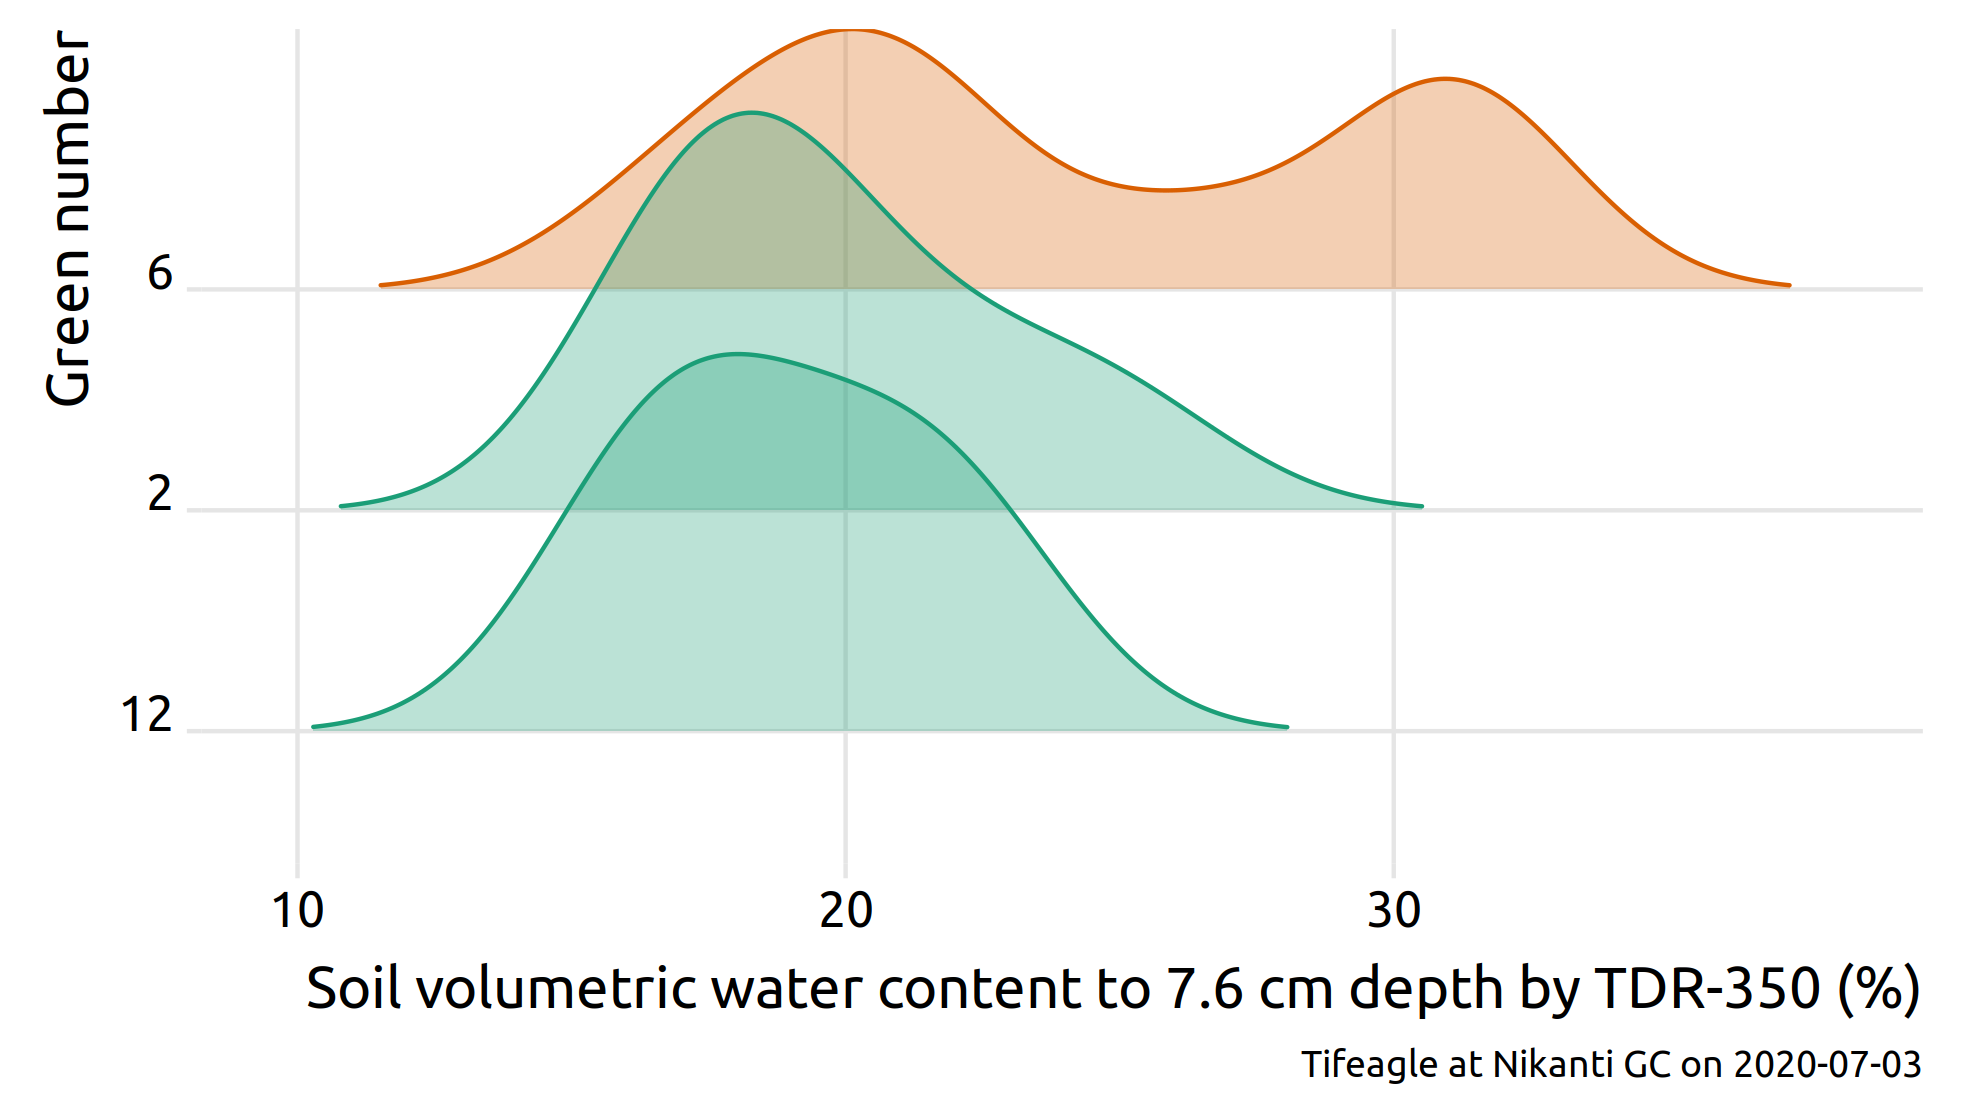 Green number
6
2
12
10 20 30
Soil volumetric water content to 7.6 cm depth by TDR-350 (%)
Tifeagle at Nikanti GC on 2020-07-03